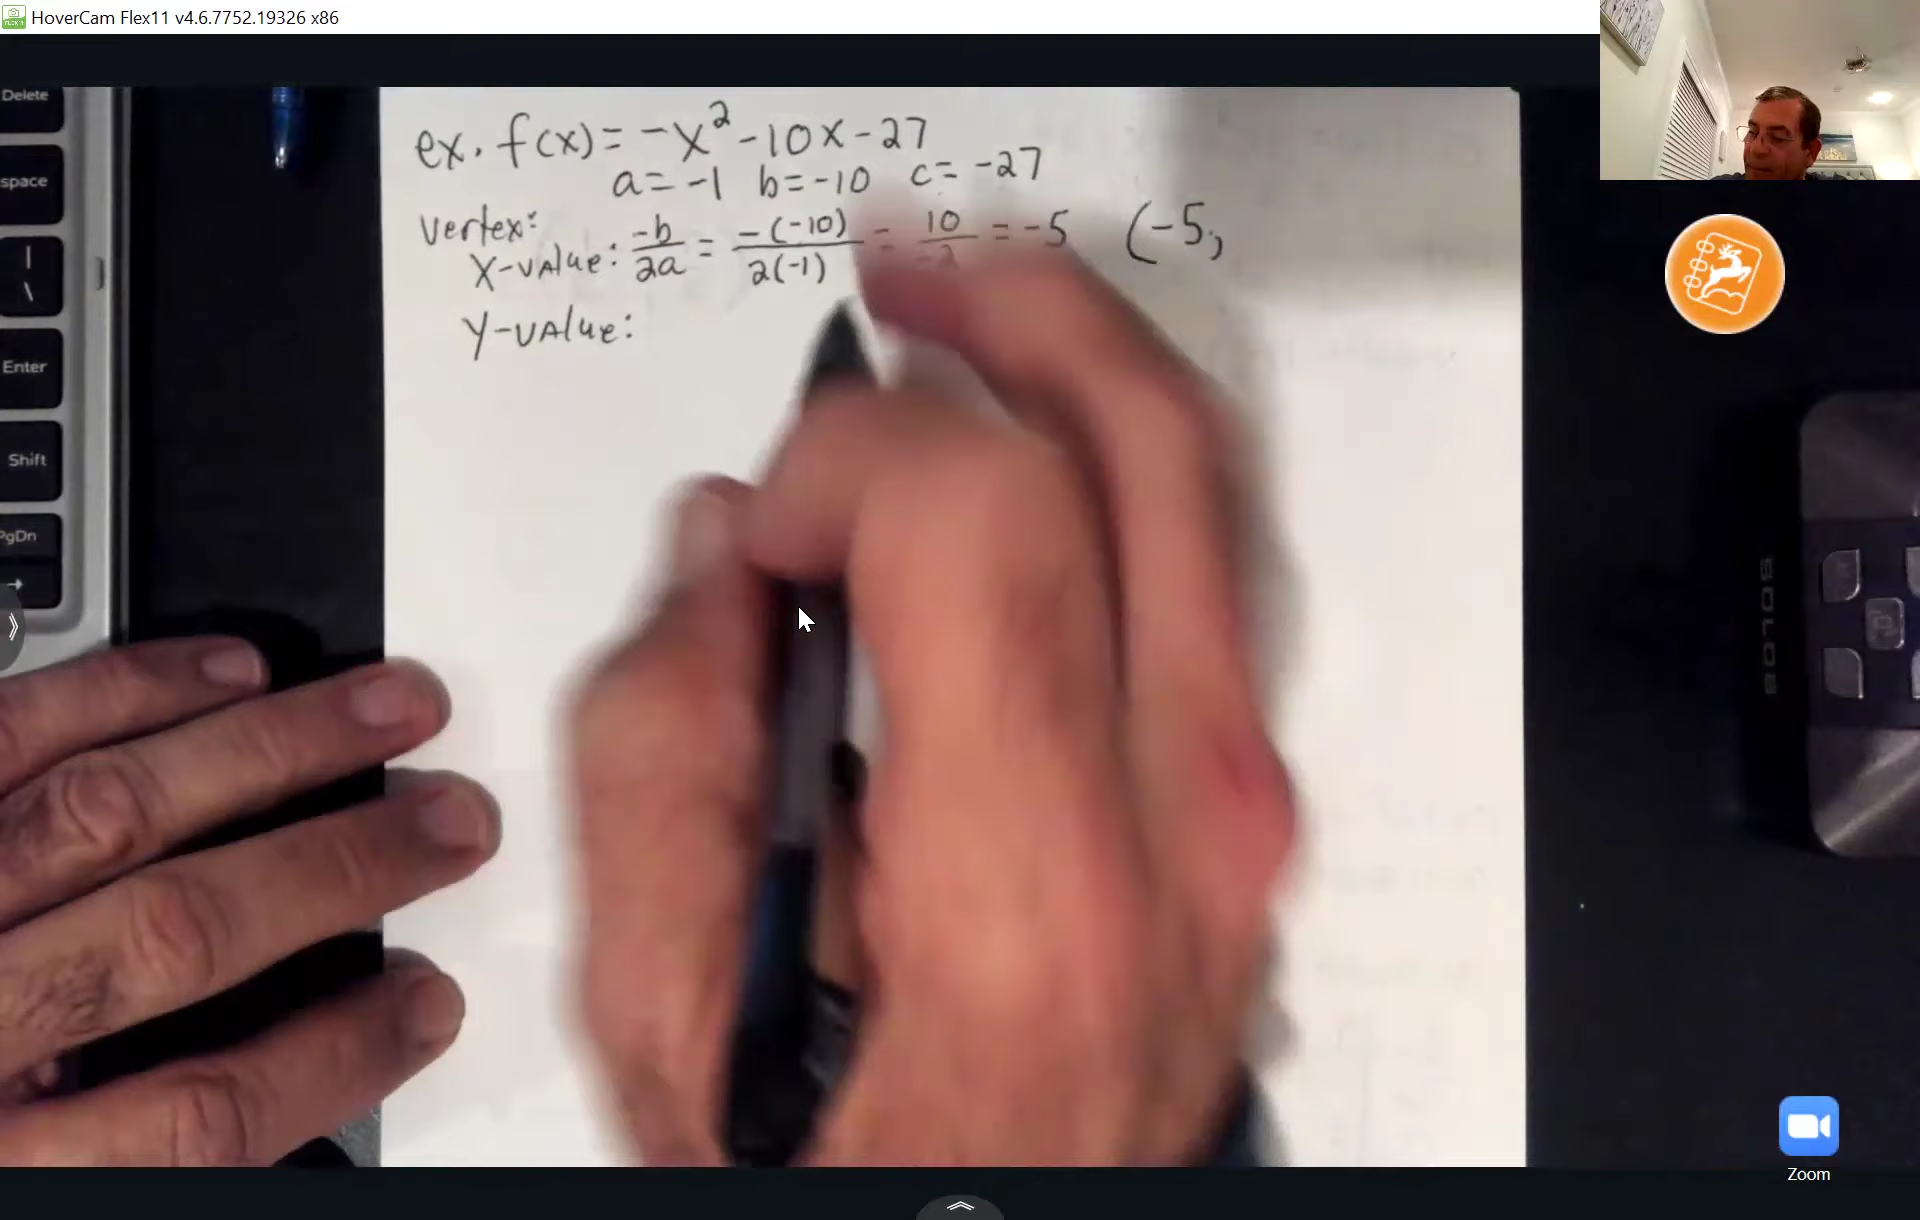 HoverCam Flex11 v4.6.7752.19326 x86
Delete
space
|
\
Enter
Shift
PgDn
ex. f(x) = -x² - 10x - 27
a = -1 b = -10 c = -27
vertex:
x-value: -b/2a = -(-10)/2(-1) = 10/-2 = -5 (-5,
y-value:
Zoom